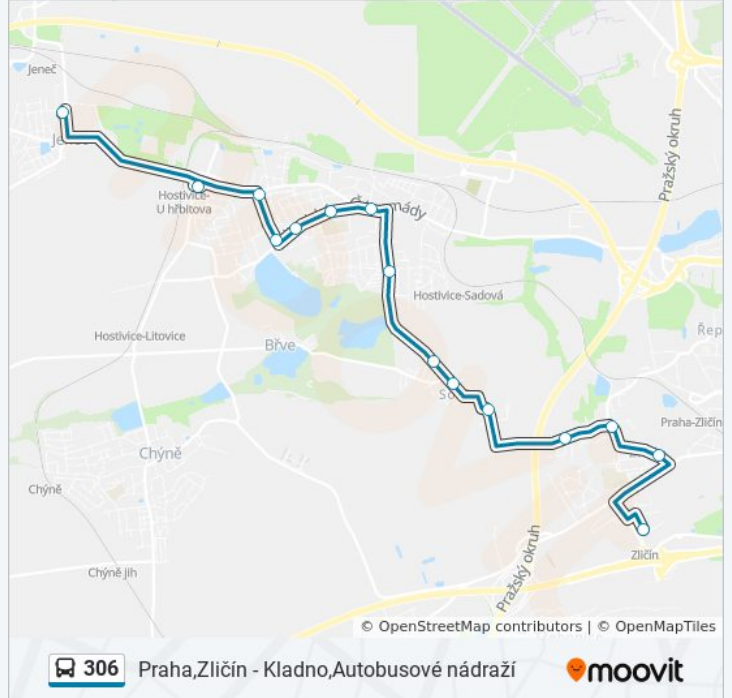 Jeneč
Pražský okruh
Hostivice-
U hřbitova
Hostivice-Sadová
Hostivice-Litovice
Břve
Řep
Praha-Zličín
Chýně
Chýně
Zličín
Chýně jih
Pražský okruh
© OpenStreetMap contributors | © OpenMapTiles
306 Praha,Zličín - Kladno,Autobusové nádraží moovit